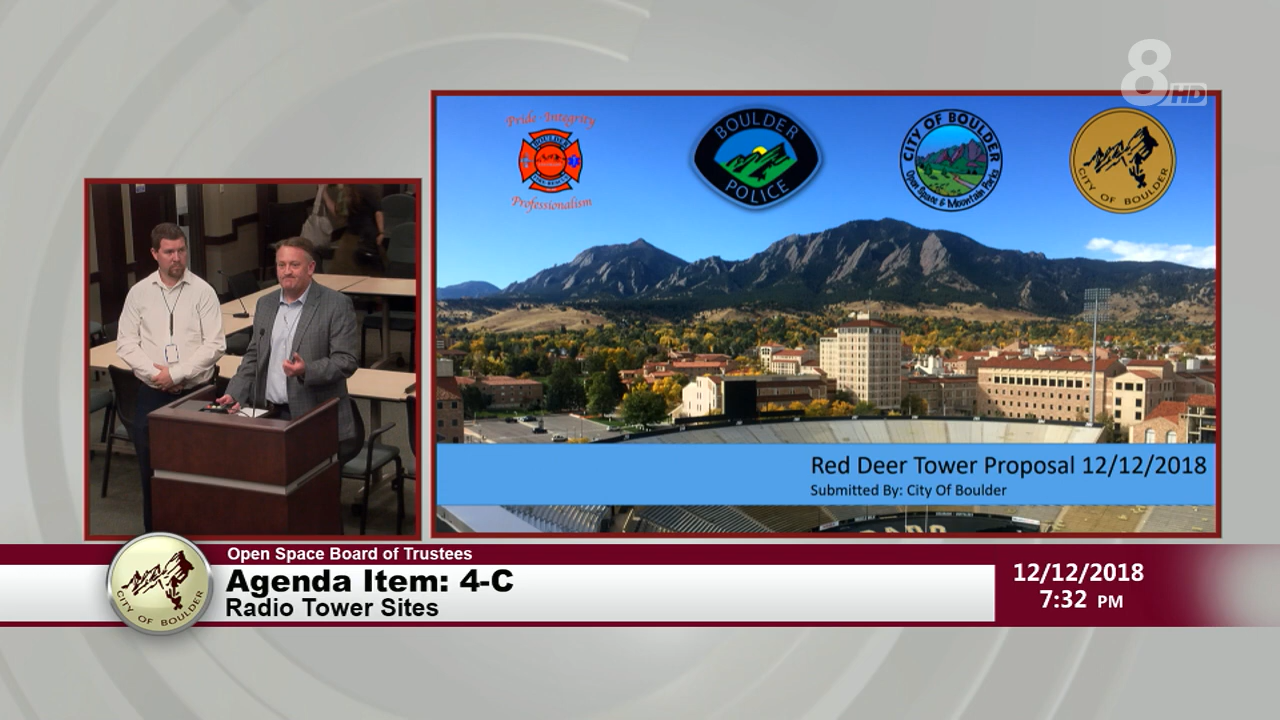 8
HD
Pride · Integrity
BOULDER
Professionalism
BOULDER
POLICE
CITY OF BOULDER
Open Space & Mountain Parks
CITY OF BOULDER
Red Deer Tower Proposal 12/12/2018
Submitted By: City Of Boulder
Open Space Board of Trustees
Agenda Item: 4-C
Radio Tower Sites
CITY OF BOULDER
12/12/2018
7:32 PM